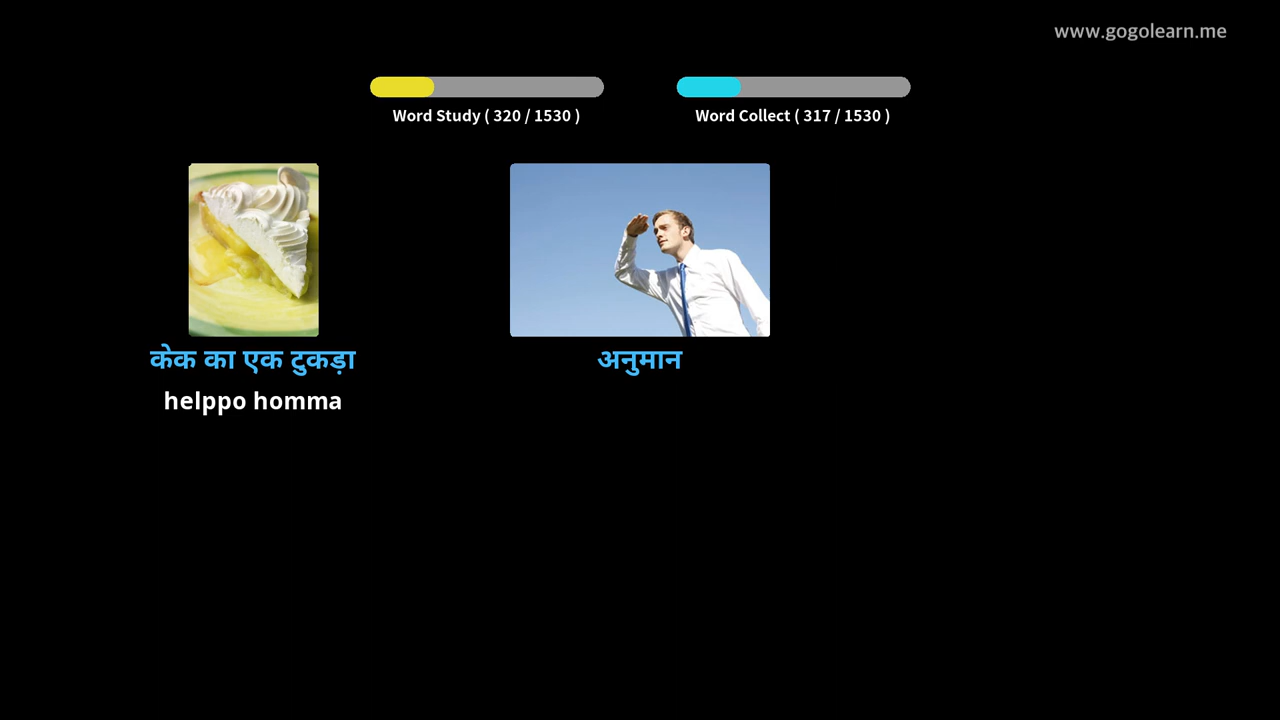 www.gogolearn.me
Word Study ( 320 / 1530 )
Word Collect ( 317 / 1530 )
केक का एक टुकड़ा
helppo homma
अनुमान